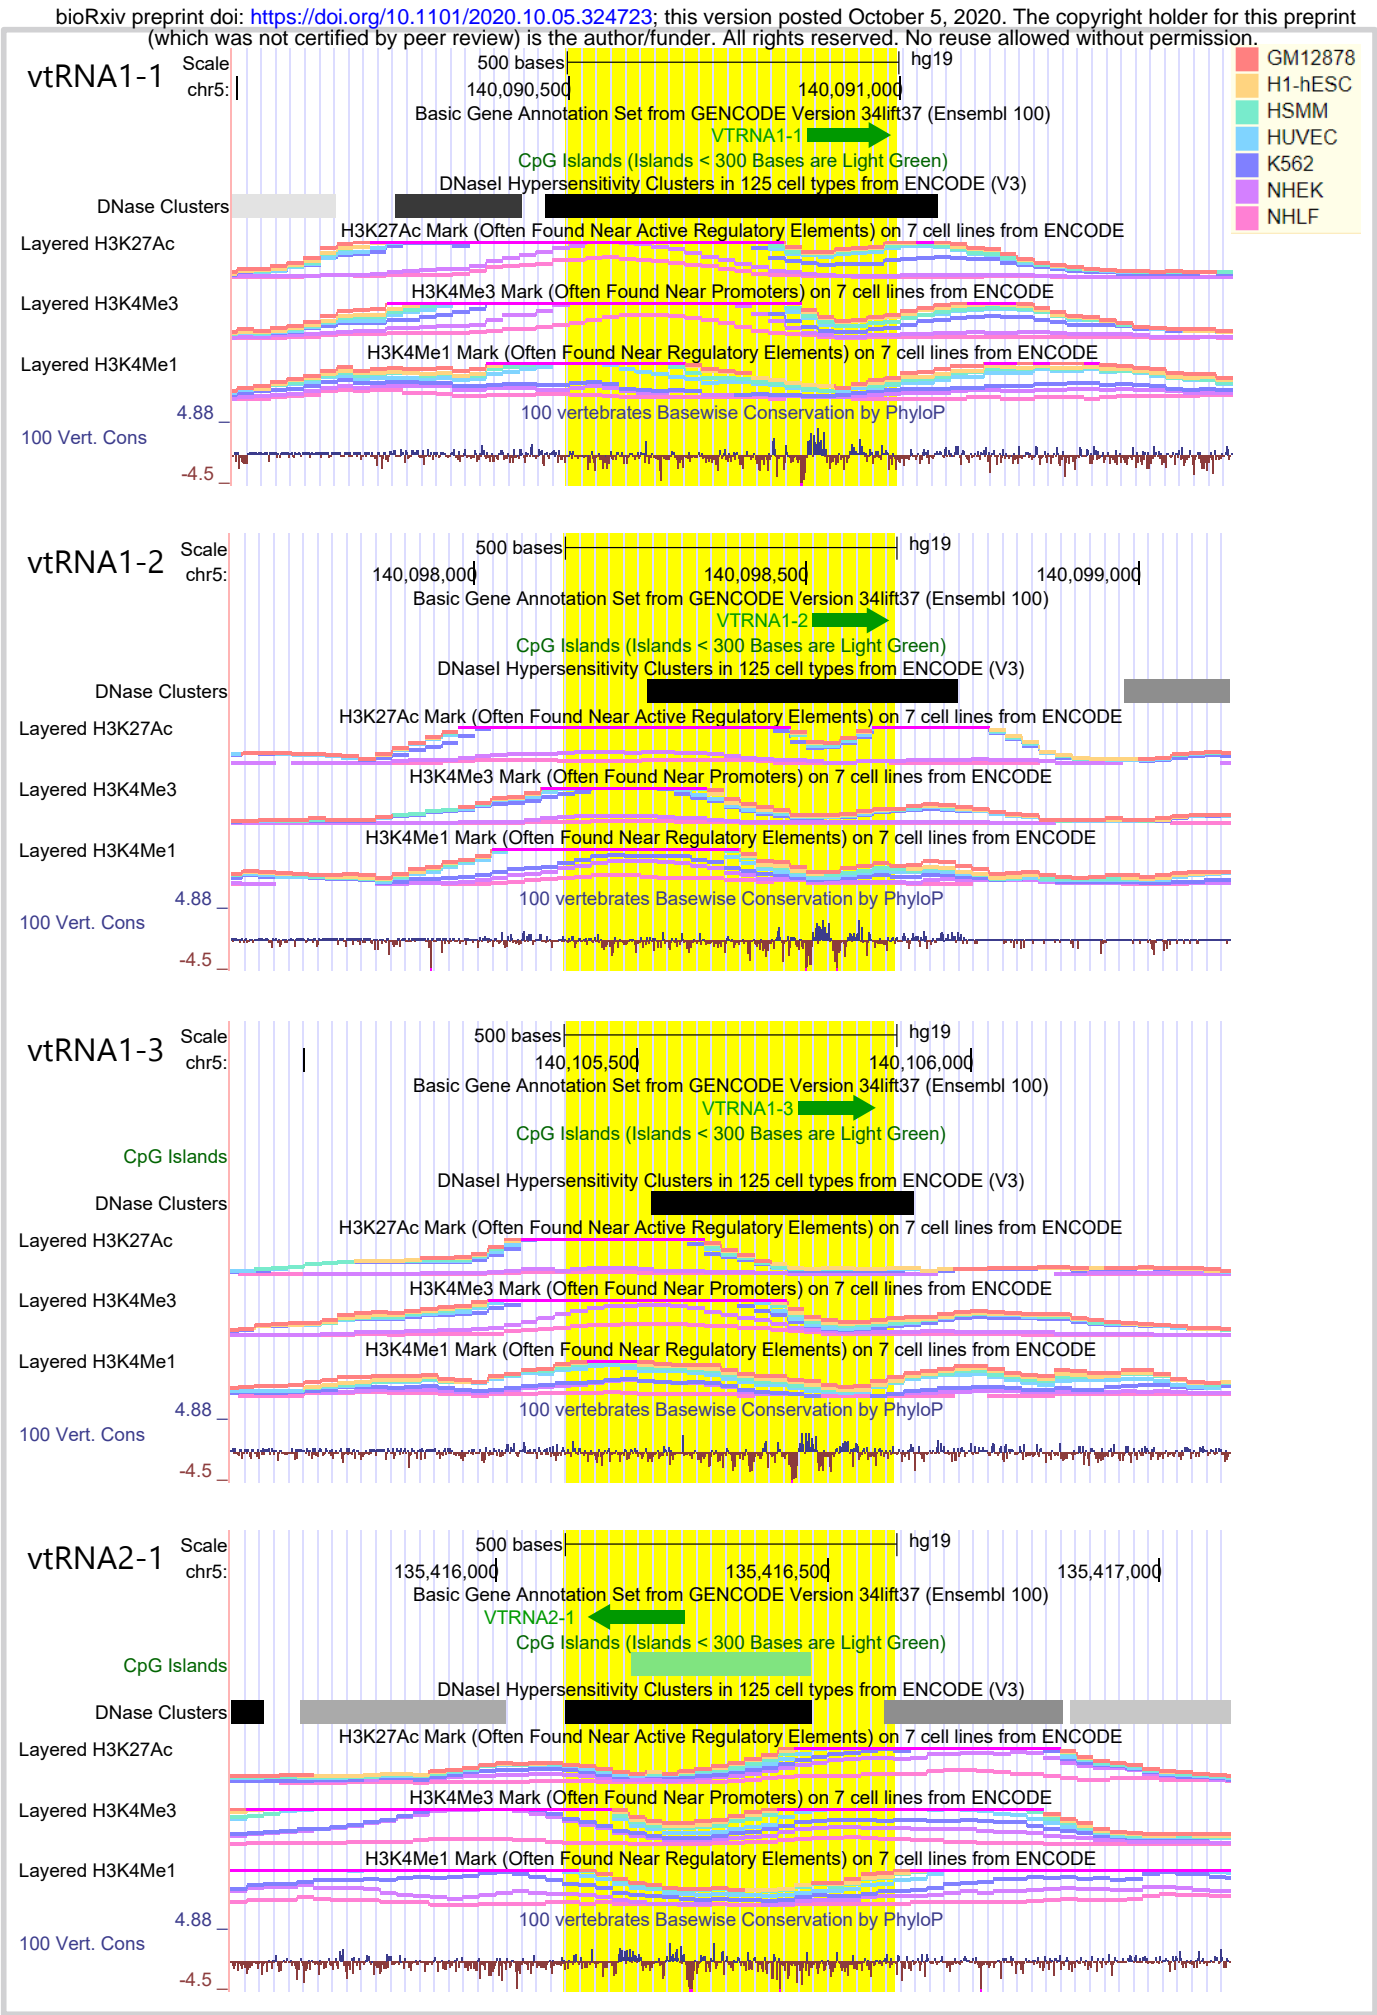 bioRxiv preprint doi: https://doi.org/10.1101/2020.10.05.324723; this version posted October 5, 2020. The copyright holder for this preprint
(which was not certified by peer review) is the author/funder. All rights reserved. No reuse allowed without permission.
GM12878
H1-hESC
HSMM
HUVEC
K562
NHEK
NHLF
vtRNA1-1
Scale 500 bases hg19
chr5: 140,090,500 140,091,000
Basic Gene Annotation Set from GENCODE Version 34lift37 (Ensembl 100)
VTRNA1-1
CpG Islands (Islands < 300 Bases are Light Green)
DNaseI Hypersensitivity Clusters in 125 cell types from ENCODE (V3)
DNase Clusters
H3K27Ac Mark (Often Found Near Active Regulatory Elements) on 7 cell lines from ENCODE
Layered H3K27Ac
H3K4Me3 Mark (Often Found Near Promoters) on 7 cell lines from ENCODE
Layered H3K4Me3
H3K4Me1 Mark (Often Found Near Regulatory Elements) on 7 cell lines from ENCODE
Layered H3K4Me1
4.88 _ 100 vertebrates Basewise Conservation by PhyloP
100 Vert. Cons
-4.5 _
vtRNA1-2
Scale 500 bases hg19
chr5: 140,098,000 140,098,500 140,099,000
Basic Gene Annotation Set from GENCODE Version 34lift37 (Ensembl 100)
VTRNA1-2
CpG Islands (Islands < 300 Bases are Light Green)
DNaseI Hypersensitivity Clusters in 125 cell types from ENCODE (V3)
DNase Clusters
H3K27Ac Mark (Often Found Near Active Regulatory Elements) on 7 cell lines from ENCODE
Layered H3K27Ac
H3K4Me3 Mark (Often Found Near Promoters) on 7 cell lines from ENCODE
Layered H3K4Me3
H3K4Me1 Mark (Often Found Near Regulatory Elements) on 7 cell lines from ENCODE
Layered H3K4Me1
4.88 _ 100 vertebrates Basewise Conservation by PhyloP
100 Vert. Cons
-4.5 _
vtRNA1-3
Scale 500 bases hg19
chr5: 140,105,500 140,106,000
Basic Gene Annotation Set from GENCODE Version 34lift37 (Ensembl 100)
VTRNA1-3
CpG Islands (Islands < 300 Bases are Light Green)
CpG Islands
DNaseI Hypersensitivity Clusters in 125 cell types from ENCODE (V3)
DNase Clusters
H3K27Ac Mark (Often Found Near Active Regulatory Elements) on 7 cell lines from ENCODE
Layered H3K27Ac
H3K4Me3 Mark (Often Found Near Promoters) on 7 cell lines from ENCODE
Layered H3K4Me3
H3K4Me1 Mark (Often Found Near Regulatory Elements) on 7 cell lines from ENCODE
Layered H3K4Me1
4.88 _ 100 vertebrates Basewise Conservation by PhyloP
100 Vert. Cons
-4.5 _
vtRNA2-1
Scale 500 bases hg19
chr5: 135,416,000 135,416,500 135,417,000
Basic Gene Annotation Set from GENCODE Version 34lift37 (Ensembl 100)
VTRNA2-1
CpG Islands (Islands < 300 Bases are Light Green)
CpG Islands
DNaseI Hypersensitivity Clusters in 125 cell types from ENCODE (V3)
DNase Clusters
H3K27Ac Mark (Often Found Near Active Regulatory Elements) on 7 cell lines from ENCODE
Layered H3K27Ac
H3K4Me3 Mark (Often Found Near Promoters) on 7 cell lines from ENCODE
Layered H3K4Me3
H3K4Me1 Mark (Often Found Near Regulatory Elements) on 7 cell lines from ENCODE
Layered H3K4Me1
4.88 _ 100 vertebrates Basewise Conservation by PhyloP
100 Vert. Cons
-4.5 _